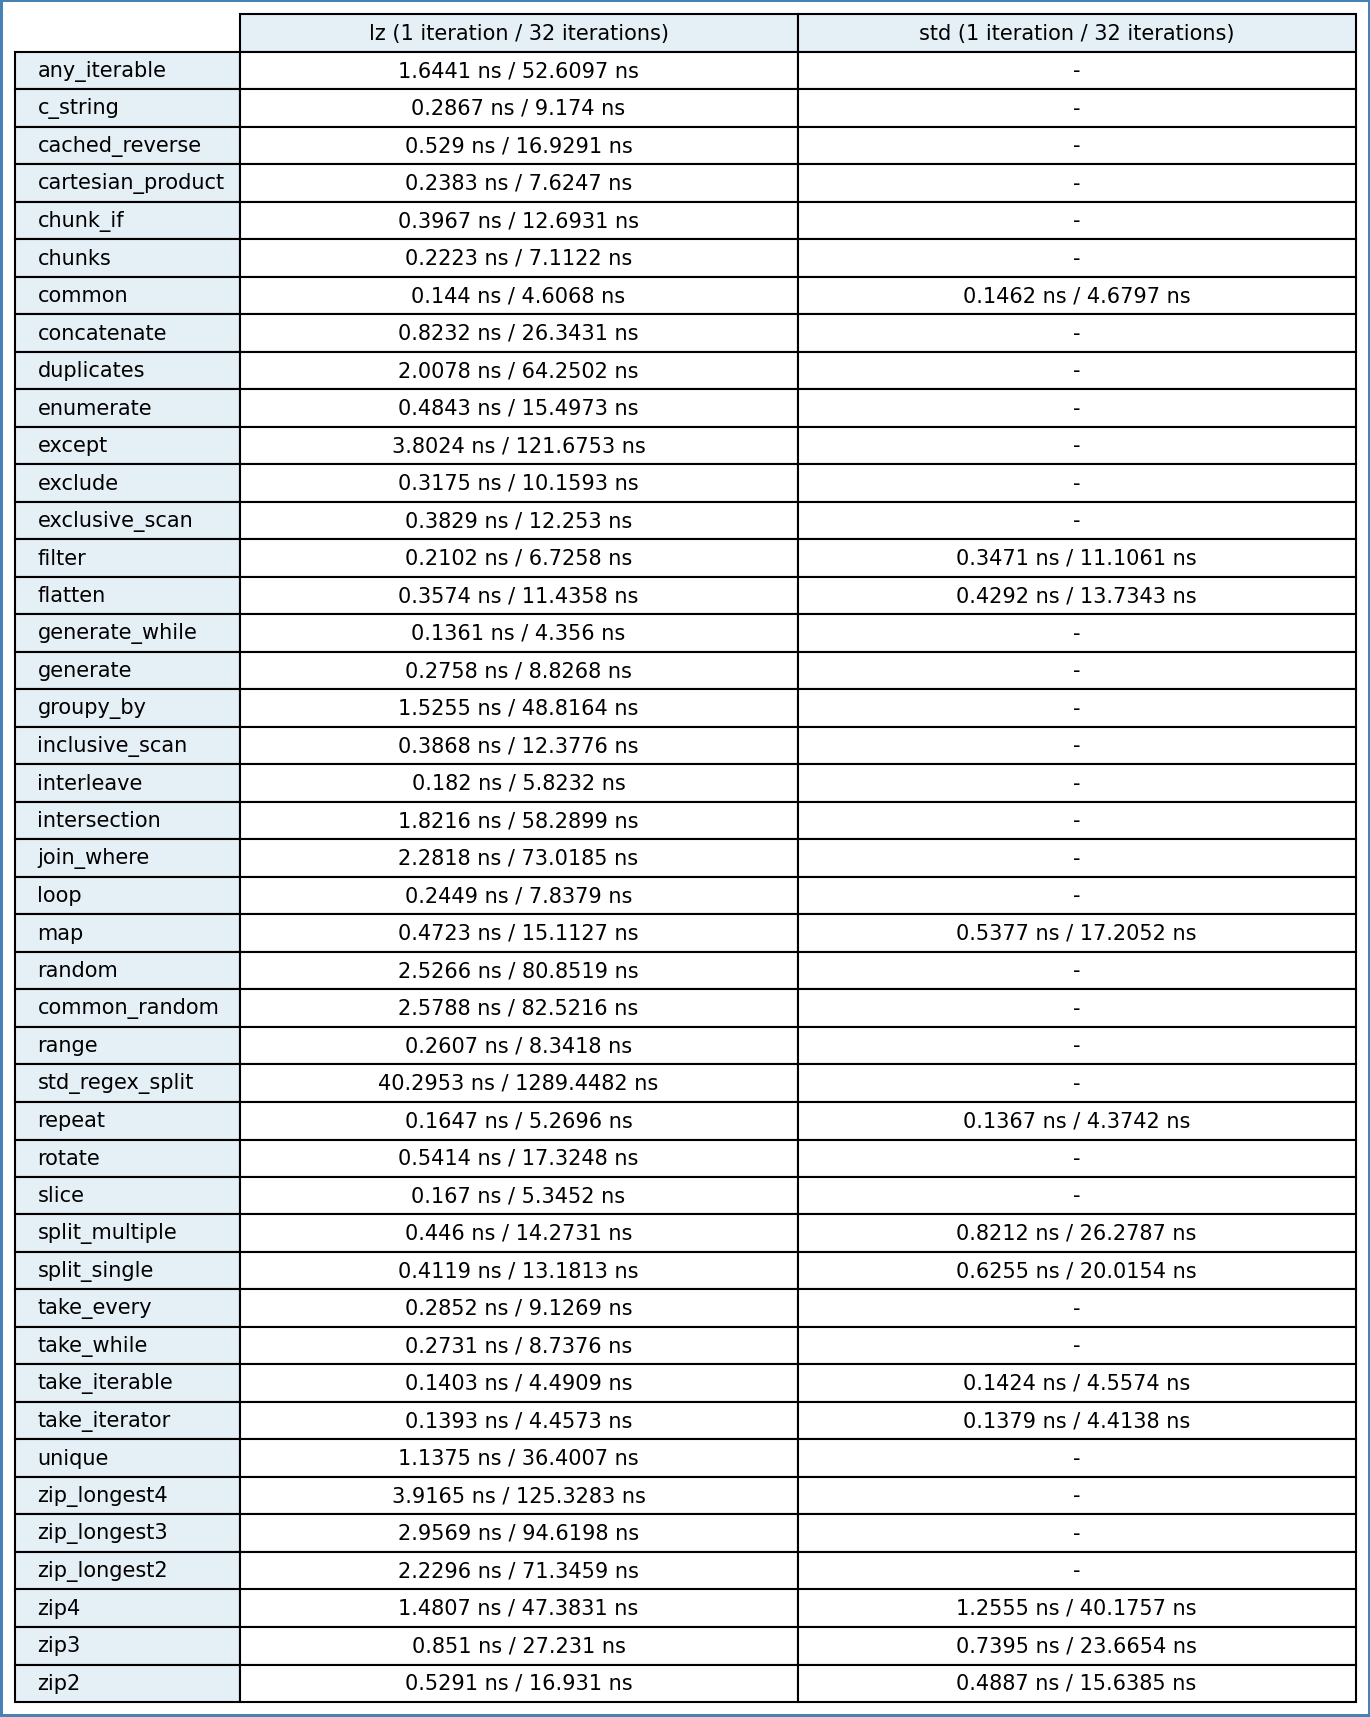 lz (1 iteration / 32 iterations) std (1 iteration / 32 iterations)
any_iterable 1.6441 ns / 52.6097 ns -
c_string 0.2867 ns / 9.174 ns -
cached_reverse 0.529 ns / 16.9291 ns -
cartesian_product 0.2383 ns / 7.6247 ns -
chunk_if 0.3967 ns / 12.6931 ns -
chunks 0.2223 ns / 7.1122 ns -
common 0.144 ns / 4.6068 ns 0.1462 ns / 4.6797 ns
concatenate 0.8232 ns / 26.3431 ns -
duplicates 2.0078 ns / 64.2502 ns -
enumerate 0.4843 ns / 15.4973 ns -
except 3.8024 ns / 121.6753 ns -
exclude 0.3175 ns / 10.1593 ns -
exclusive_scan 0.3829 ns / 12.253 ns -
filter 0.2102 ns / 6.7258 ns 0.3471 ns / 11.1061 ns
flatten 0.3574 ns / 11.4358 ns 0.4292 ns / 13.7343 ns
generate_while 0.1361 ns / 4.356 ns -
generate 0.2758 ns / 8.8268 ns -
groupy_by 1.5255 ns / 48.8164 ns -
inclusive_scan 0.3868 ns / 12.3776 ns -
interleave 0.182 ns / 5.8232 ns -
intersection 1.8216 ns / 58.2899 ns -
join_where 2.2818 ns / 73.0185 ns -
loop 0.2449 ns / 7.8379 ns -
map 0.4723 ns / 15.1127 ns 0.5377 ns / 17.2052 ns
random 2.5266 ns / 80.8519 ns -
common_random 2.5788 ns / 82.5216 ns -
range 0.2607 ns / 8.3418 ns -
std_regex_split 40.2953 ns / 1289.4482 ns -
repeat 0.1647 ns / 5.2696 ns 0.1367 ns / 4.3742 ns
rotate 0.5414 ns / 17.3248 ns -
slice 0.167 ns / 5.3452 ns -
split_multiple 0.446 ns / 14.2731 ns 0.8212 ns / 26.2787 ns
split_single 0.4119 ns / 13.1813 ns 0.6255 ns / 20.0154 ns
take_every 0.2852 ns / 9.1269 ns -
take_while 0.2731 ns / 8.7376 ns -
take_iterable 0.1403 ns / 4.4909 ns 0.1424 ns / 4.5574 ns
take_iterator 0.1393 ns / 4.4573 ns 0.1379 ns / 4.4138 ns
unique 1.1375 ns / 36.4007 ns -
zip_longest4 3.9165 ns / 125.3283 ns -
zip_longest3 2.9569 ns / 94.6198 ns -
zip_longest2 2.2296 ns / 71.3459 ns -
zip4 1.4807 ns / 47.3831 ns 1.2555 ns / 40.1757 ns
zip3 0.851 ns / 27.231 ns 0.7395 ns / 23.6654 ns
zip2 0.5291 ns / 16.931 ns 0.4887 ns / 15.6385 ns